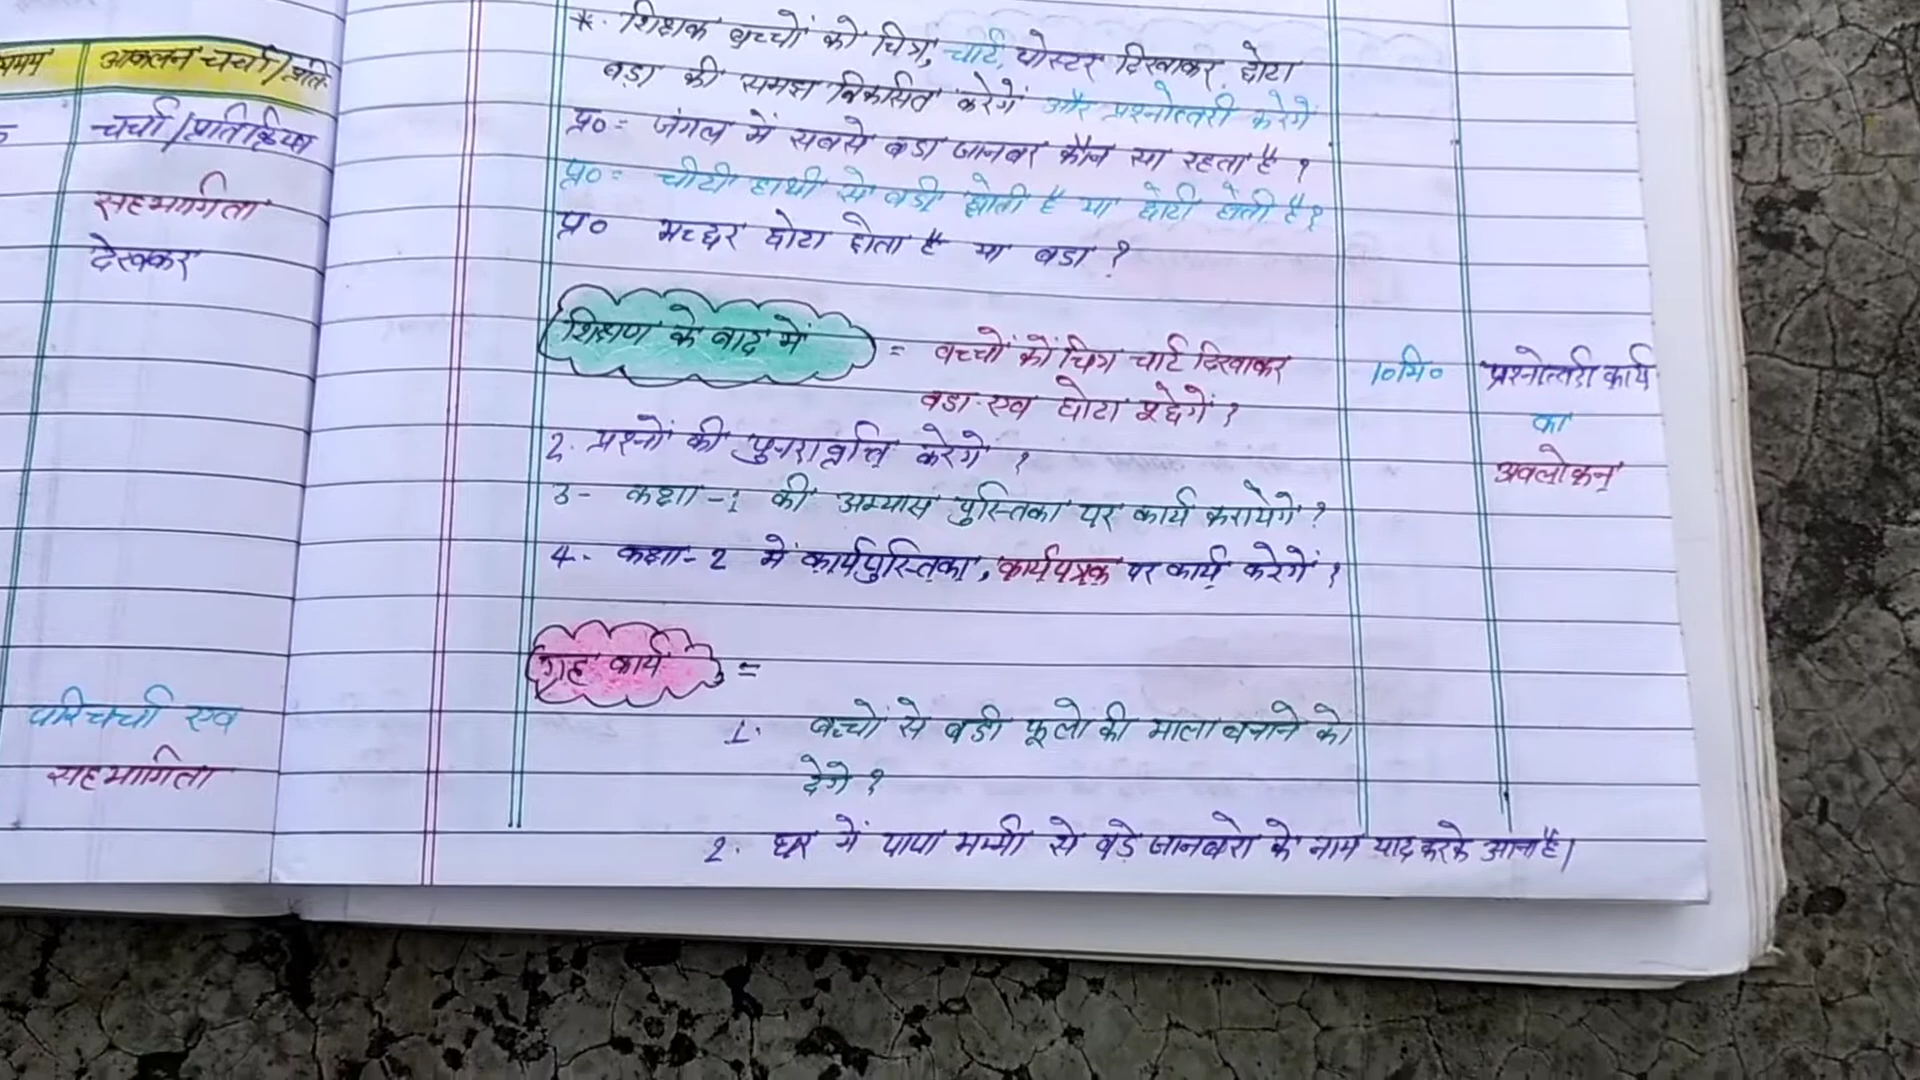 समय
आकलन चर्चा/प्रति.
चर्चा/प्रतिक्रिया
सहभागिता
देखकर
परिचर्चा एव
सहभागिता
*. शिक्षक बच्चों को चित्र, चार्ट, पोस्टर दिखाकर छोटा
बड़ा की समझ विकसित करेगें और प्रश्नोत्तरी करेगें
प्र०= जंगल में सबसे बडा जानवर कौन सा रहता है ?
प्र०= चीटी हाथी से बडी होती है या छोटी होती है ?
प्र० मच्छर छोटा होता है या बडा ?
शिक्षण के बाद में = बच्चों को चित्र चार्ट दिखाकर
बडा एव छोटा पूछेगें ?
2. प्रश्नों की पुनरावृत्ति करेगें ?
3- कक्षा-1 की अभ्यास पुस्तिका पर कार्य करायेगें ?
4- कक्षा-2 में कार्यपुस्तिका, कार्यपत्रक पर कार्य करेगें ?
10मि०
प्रश्नोत्तरी कार्य
का
अवलोकन
ग्रह कार्य =
1. बच्चों से बडी फूलो की माला बनाने को
देगे ?
2. घर में पापा मम्मी से बड़े जानवरो के नाम याद करके आना है।